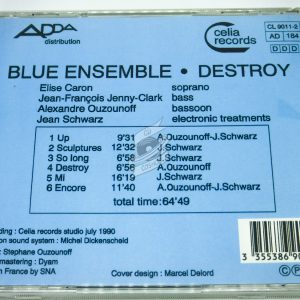 ADDA
distribution
celia
records
CL 9011-2
AD 184
D D D
BLUE ENSEMBLE • DESTROY
Elise Caron soprano
Jean-François Jenny-Clark bass
Alexandre Ouzounoff bassoon
Jean Schwarz electronic treatments
1 Up 9'31 A.Ouzounoff-J.Schwarz
2 Sculptures 12'32 J.Schwarz
3 So long 6'58 J.Schwarz
4 Destroy 6'56 A.Ouzounoff-J.Schwarz
5 Mi 16'19 J.Schwarz
6 Encore 11'40 A.Ouzounoff-J.Schwarz
total time:64'49
ding : Celia records studio july 1990
on sound system : Michel Dickenscheid
: Stephane Ouzounoff
mastering : Dyam
n France by SNA
Cover design : Marcel Delord
3 355386 90